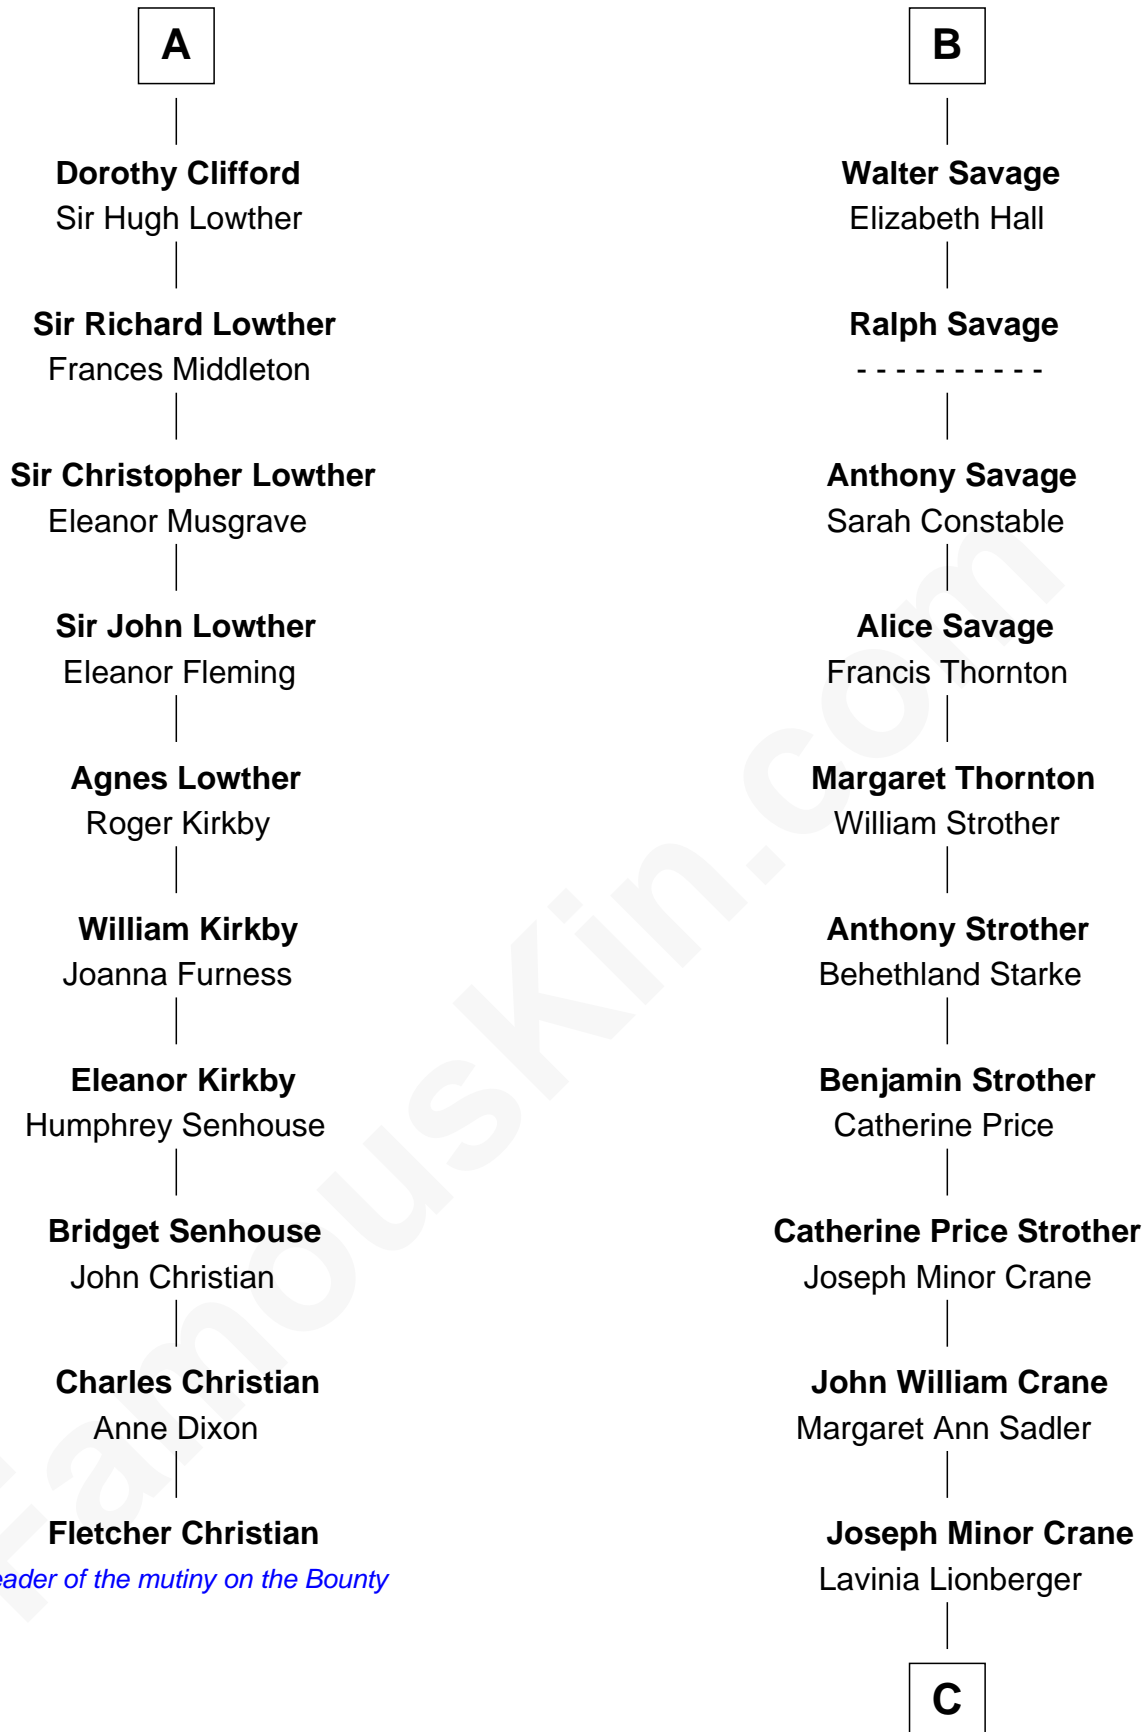 A
Dorothy Clifford
Sir Hugh Lowther
Sir Richard Lowther
Frances Middleton
Sir Christopher Lowther
Eleanor Musgrave
Sir John Lowther
Eleanor Fleming
Agnes Lowther
Roger Kirkby
William Kirkby
Joanna Furness
Eleanor Kirkby
Humphrey Senhouse
Bridget Senhouse
John Christian
Charles Christian
Anne Dixon
Fletcher Christian
eader of the mutiny on the Bounty
B
Walter Savage
Elizabeth Hall
Ralph Savage
- - - - - - - - - -
Anthony Savage
Sarah Constable
Alice Savage
Francis Thornton
Margaret Thornton
William Strother
Anthony Strother
Behethland Starke
Benjamin Strother
Catherine Price
Catherine Price Strother
Joseph Minor Crane
John William Crane
Margaret Ann Sadler
Joseph Minor Crane
Lavinia Lionberger
C
FamousKin.com